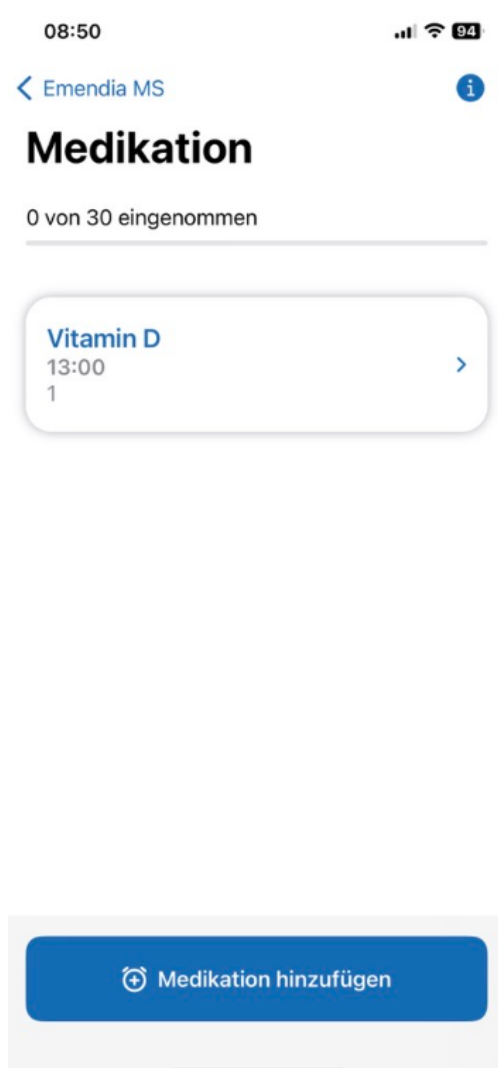 08:50
94
Emendia MS
i
Medikation
0 von 30 eingenommen
Vitamin D
13:00
1
Medikation hinzufügen